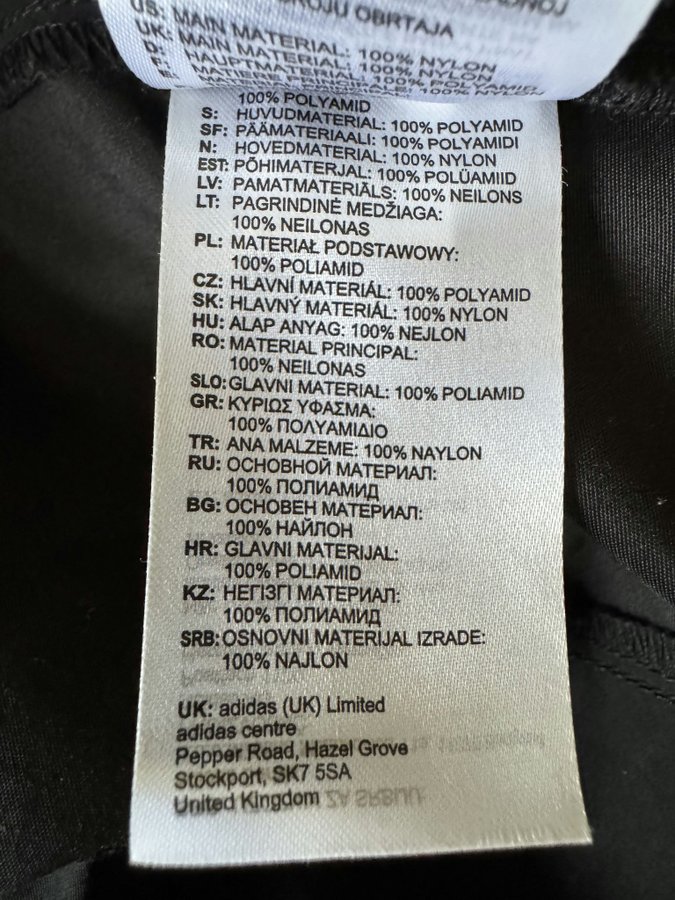 BROJU OBRTAJA
US: MAIN MATERIAL: 100% NYLON
UK: MAIN MATERIAL: 100% NYLON
D: HAUPTMATERIAL: 100% POLYAMID
100% POLYAMID
S: HUVUDMATERIAL: 100% POLYAMID
SF: PÄÄMATERIAALI: 100% POLYAMIDI
N: HOVEDMATERIAL: 100% NYLON
EST: PÕHIMATERJAL: 100% POLÜAMIID
LV: PAMATMATERIĀLS: 100% NEILONS
LT: PAGRINDINĖ MEDŽIAGA:
100% NEILONAS
PL: MATERIAŁ PODSTAWOWY:
100% POLIAMID
CZ: HLAVNÍ MATERIÁL: 100% POLYAMID
SK: HLAVNÝ MATERIÁL: 100% NYLON
HU: ALAP ANYAG: 100% NEJLON
RO: MATERIAL PRINCIPAL:
100% NEILONAS
SLO: GLAVNI MATERIAL: 100% POLIAMID
GR: ΚΥΡΙΩΣ ΥΦΑΣΜΑ:
100% ΠΟΛΥΑΜΙΔΙΟ
TR: ANA MALZEME: 100% NAYLON
RU: ОСНОВНОЙ МАТЕРИАЛ:
100% ПОЛИАМИД
BG: ОСНОВЕН МАТЕРИАЛ:
100% НАЙЛОН
HR: GLAVNI MATERIJAL:
100% POLIAMID
KZ: НЕГІЗГІ МАТЕРИАЛ:
100% ПОЛИАМИД
SRB: OSNOVNI MATERIJAL IZRADE:
100% NAJLON
UK: adidas (UK) Limited
adidas centre
Pepper Road, Hazel Grove
Stockport, SK7 5SA
United Kingdom